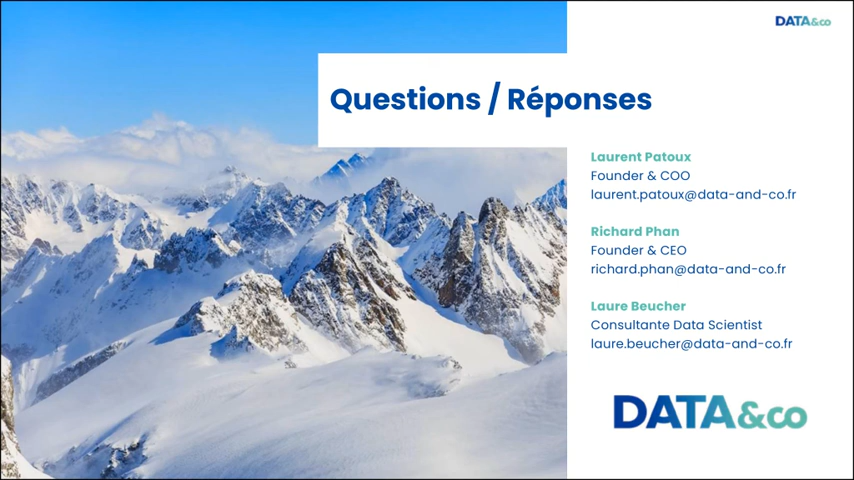 DATA&co
Questions / Réponses
Laurent Patoux
Founder & COO
laurent.patoux@data-and-co.fr
Richard Phan
Founder & CEO
richard.phan@data-and-co.fr
Laure Beucher
Consultante Data Scientist
laure.beucher@data-and-co.fr
DATA&co